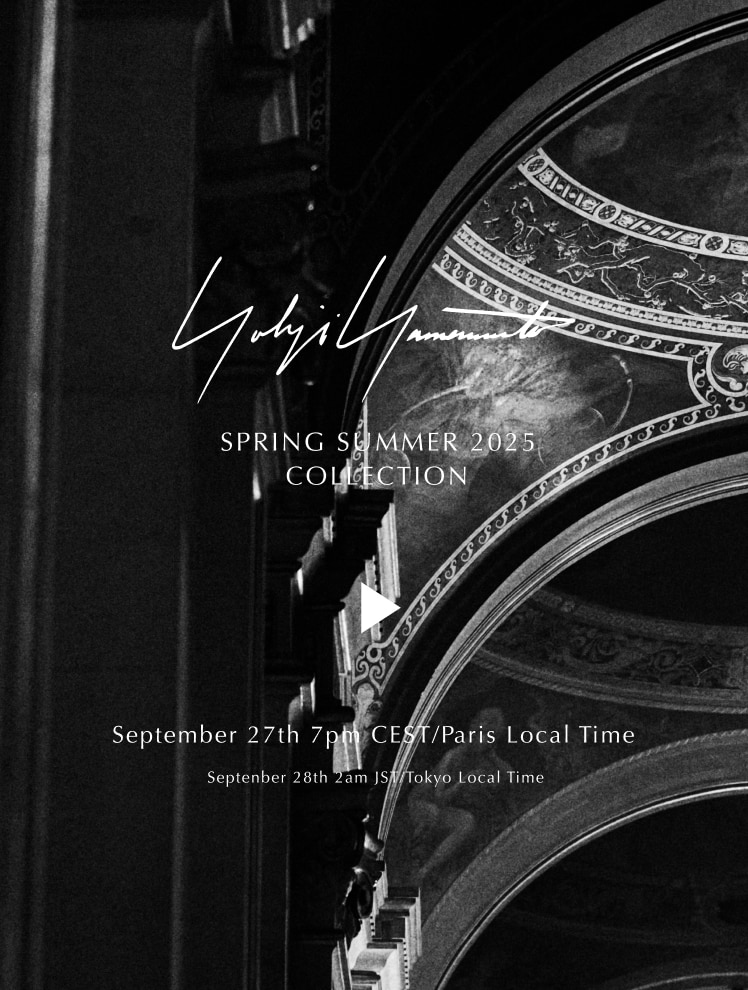 Yohji Yamamoto
SPRING SUMMER 2025
COLLECTION
September 27th 7pm CEST/Paris Local Time
Septenber 28th 2am JST/Tokyo Local Time